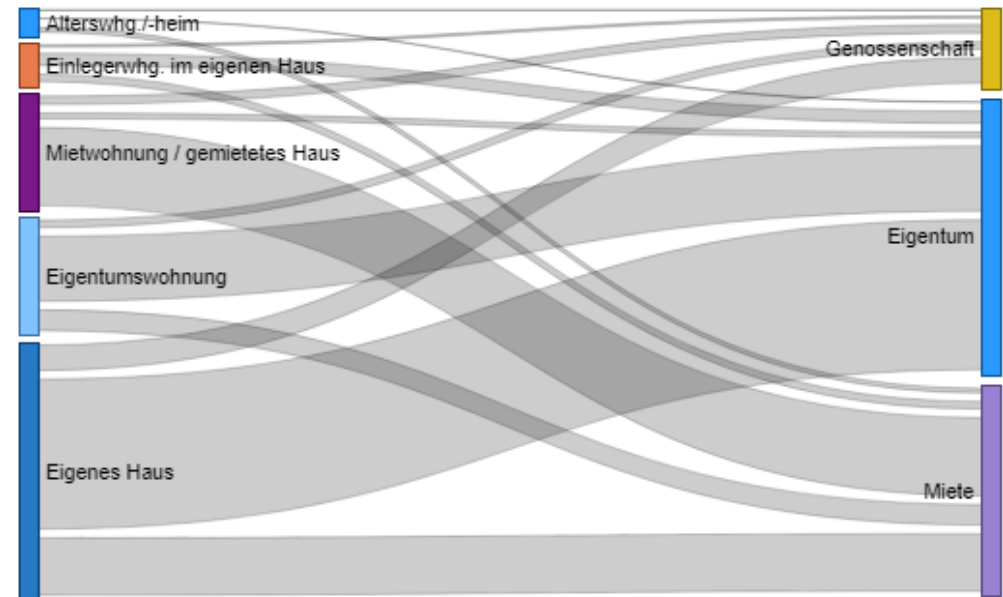 Alterswhg./-heim
Einlegerwhg. im eigenen Haus
Mietwohnung / gemietetes Haus
Eigentumswohnung
Eigenes Haus
Genossenschaft
Eigentum
Miete